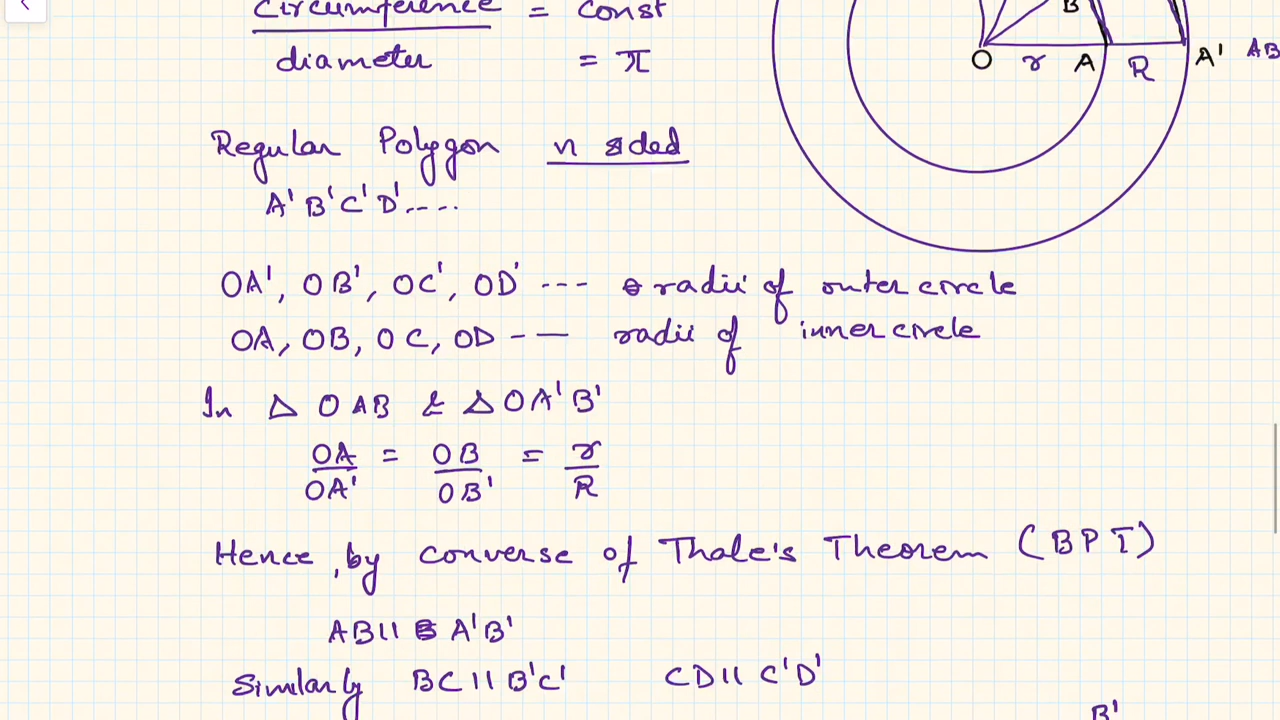 Circumference = Const
diameter = π
B
O r A R A' AB
Regular Polygon n sided
A' B' C' D'....
OA', OB', OC', OD' --- radii of outer circle
OA, OB, OC, OD -- — radii of inner circle
In Δ OAB & Δ OA'B'
OA = OB = r
OA' OB' R
Hence, by converse of Thale's Theorem (BPT)
AB || A'B'
Similarly BC || B'C' CD || C'D'
B'